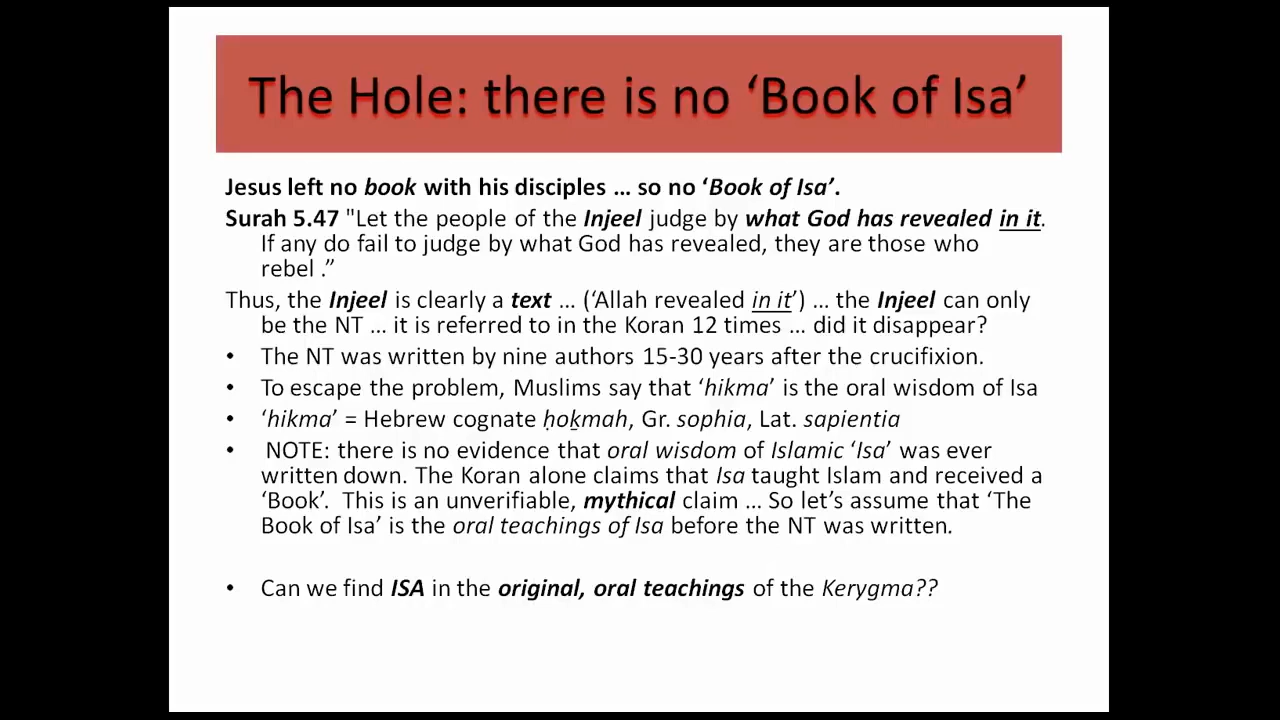 The Hole: there is no ‘Book of Isa’
Jesus left no book with his disciples … so no ‘Book of Isa’.
Surah 5.47 "Let the people of the Injeel judge by what God has revealed in it.
If any do fail to judge by what God has revealed, they are those who
rebel .”
Thus, the Injeel is clearly a text … (‘Allah revealed in it’) … the Injeel can only
be the NT … it is referred to in the Koran 12 times … did it disappear?
• The NT was written by nine authors 15-30 years after the crucifixion.
• To escape the problem, Muslims say that ‘hikma’ is the oral wisdom of Isa
• ‘hikma’ = Hebrew cognate ḥoḵmah, Gr. sophia, Lat. sapientia
• NOTE: there is no evidence that oral wisdom of Islamic ‘Isa’ was ever
written down. The Koran alone claims that Isa taught Islam and received a
‘Book’. This is an unverifiable, mythical claim … So let’s assume that ‘The
Book of Isa’ is the oral teachings of Isa before the NT was written.
• Can we find ISA in the original, oral teachings of the Kerygma??